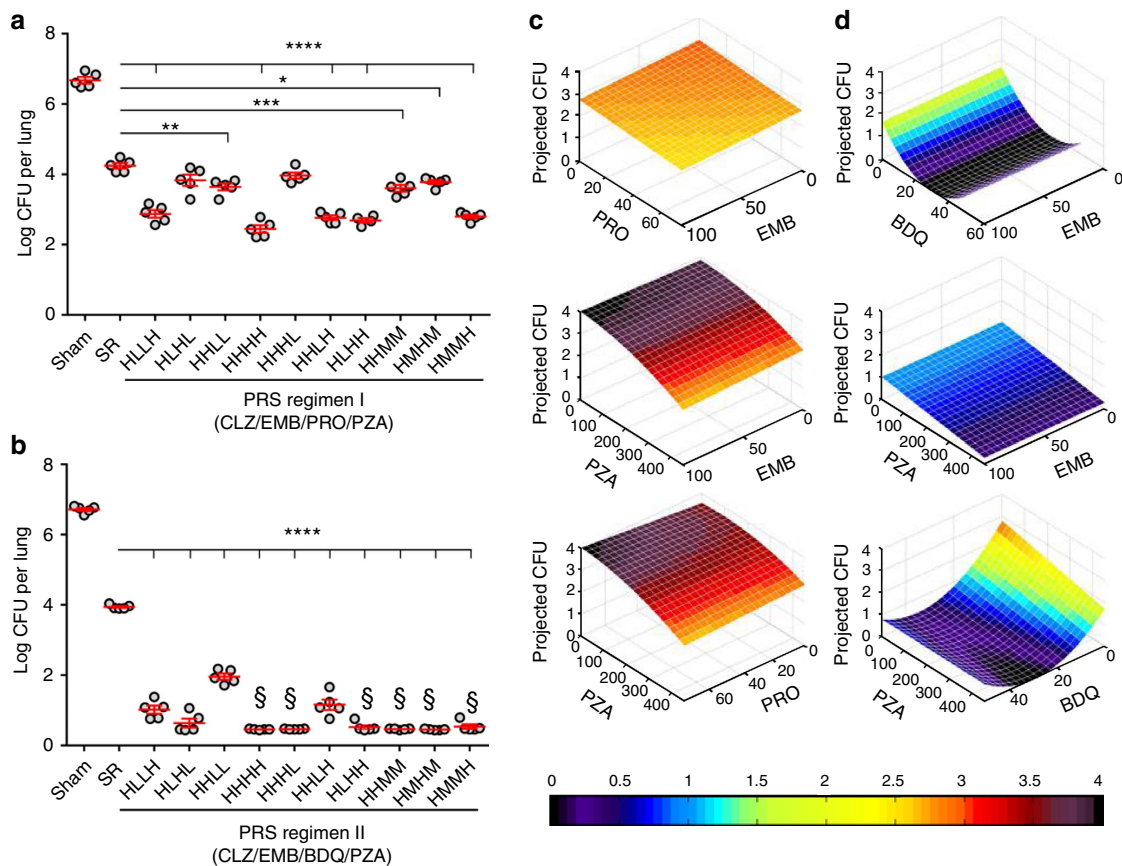 a
8
6
4
2
0
Log CFU per lung
****
*
***
**
Sham
SR
HLLH
HLHL
HHLL
HHHH
HHHL
HHLH
HLHH
HHMM
HMHM
HMMH
PRS regimen I
(CLZ/EMB/PRO/PZA)
b
8
6
4
2
0
Log CFU per lung
****
§ § § § § §
Sham
SR
HLLH
HLHL
HHLL
HHHH
HHHL
HHLH
HLHH
HHMM
HMHM
HMMH
PRS regimen II
(CLZ/EMB/BDQ/PZA)
c
Projected CFU
4
3
2
1
0
0
20
40
60
PRO
100
50
0
EMB
Projected CFU
4
3
2
1
0
0
100
200
300
400
PZA
100
50
0
EMB
Projected CFU
4
3
2
1
0
0
100
200
300
400
PZA
60
40
20
0
PRO
d
Projected CFU
4
3
2
1
0
0
20
40
60
BDQ
100
50
0
EMB
Projected CFU
4
3
2
1
0
0
100
200
300
400
PZA
100
50
0
EMB
Projected CFU
4
3
2
1
0
0
100
200
300
400
PZA
40
20
0
BDQ
0 0.5 1 1.5 2 2.5 3 3.5 4